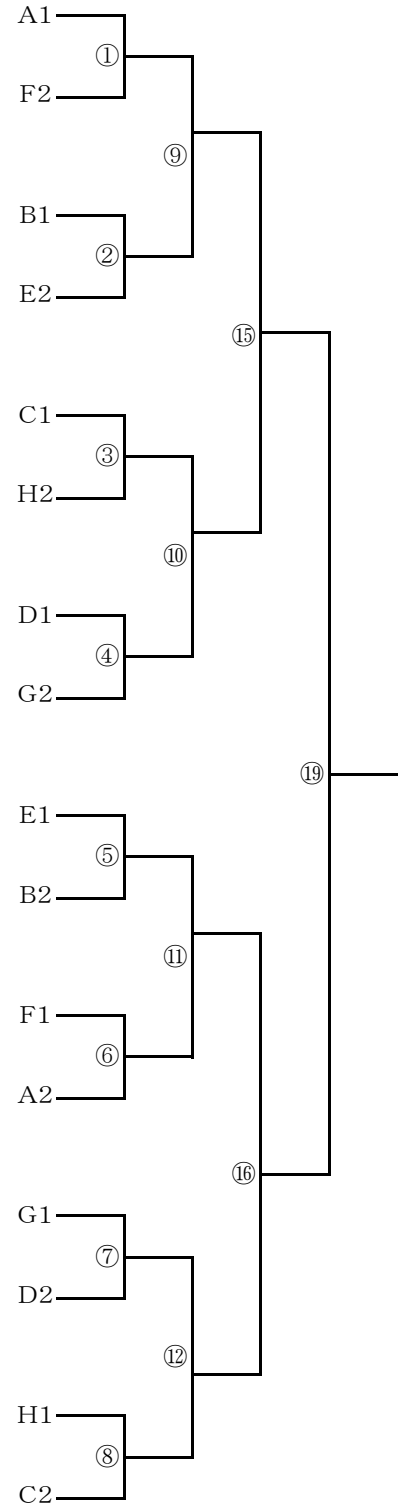 A1
①
F2
⑨
B1
②
E2
⑮
C1
③
H2
⑩
D1
④
G2
⑲
E1
⑤
B2
⑪
F1
⑥
A2
⑯
G1
⑦
D2
⑫
H1
⑧
C2